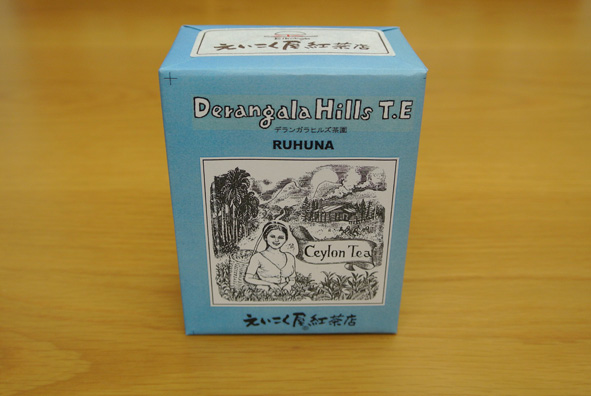 えいこく屋紅茶店
Derangala Hills T.E
デランガラヒルズ茶園
RUHUNA
Ceylon Tea
えいこく屋®紅茶店